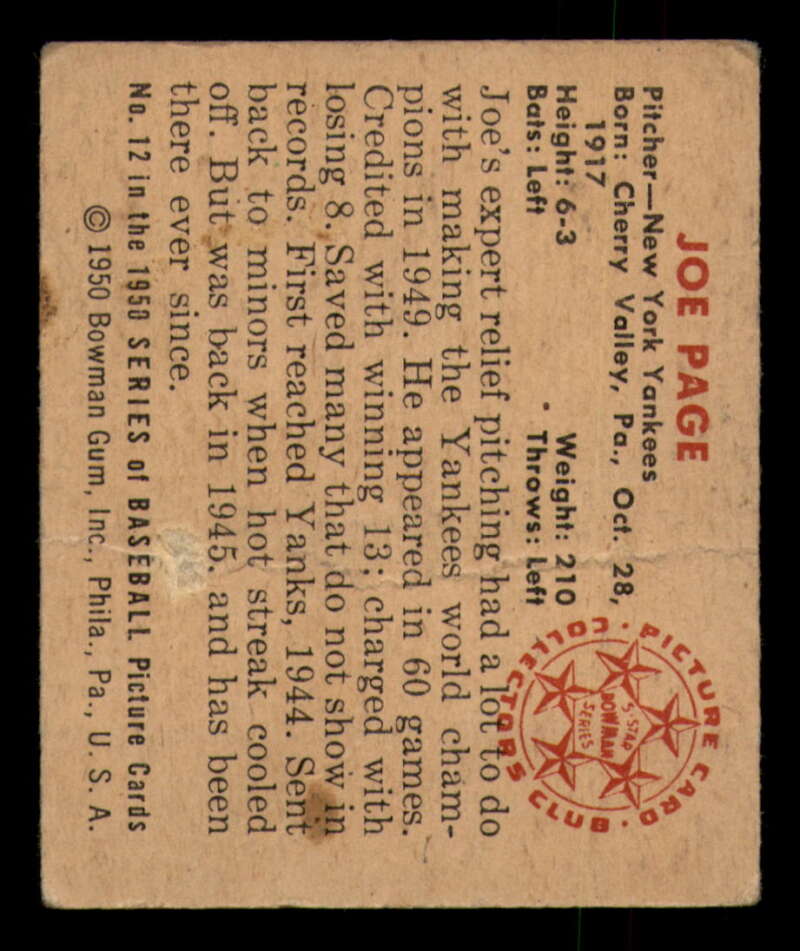 JOE PAGE
Pitcher—New York Yankees
Born: Cherry Valley, Pa., Oct. 28,
1917
Height: 6-3 Weight: 210
Bats: Left Throws: Left
Joe's expert relief pitching had a lot to do
with making the Yankees world cham-
pions in 1949. He appeared in 60 games.
Credited with winning 13; charged with
losing 8. Saved many that do not show in
records. First reached Yanks, 1944. Sent
back to minors when hot streak cooled
off. But was back in 1945. and has been
there ever since.
No. 12 in the 1950 SERIES of BASEBALL Picture Cards
© 1950 Bowman Gum, Inc., Phila., Pa., U. S. A.
PICTURE CARD COLLECTORS CLUB
5-STAR
BOWMAN
SERIES